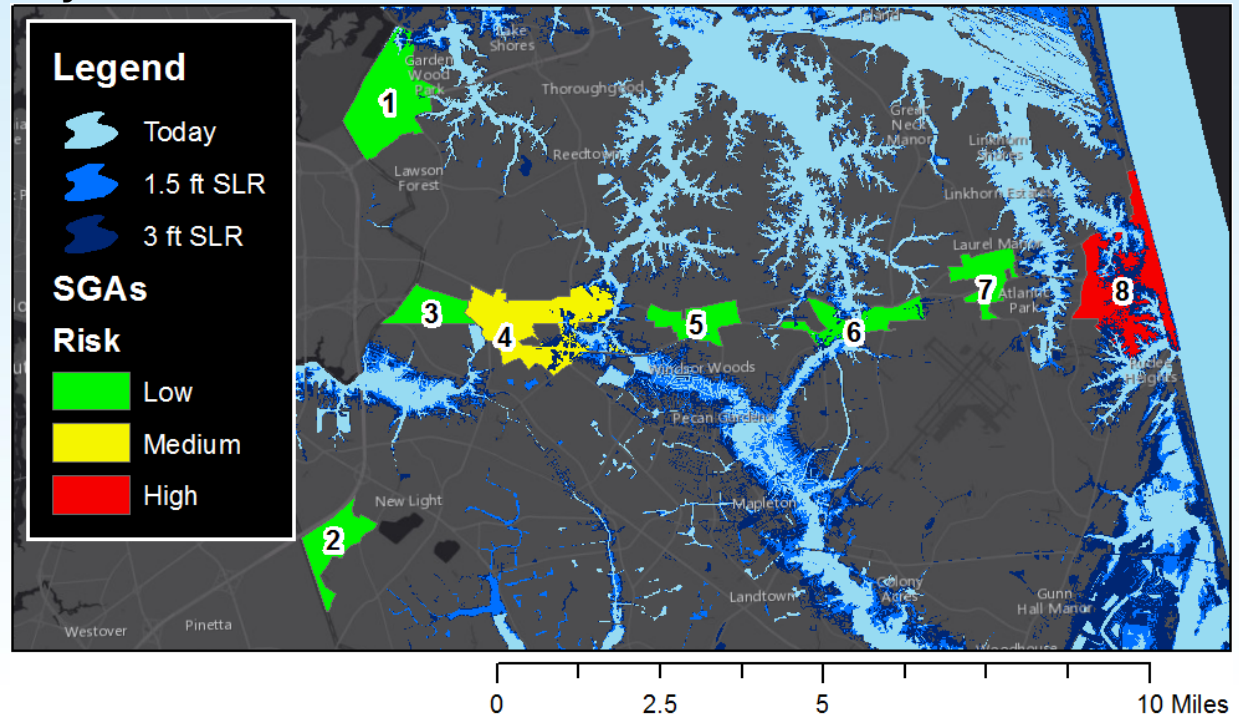 Legend
Today
1.5 ft SLR
3 ft SLR
SGAs
Risk
Low
Medium
High
Island
Lake
Shores
Garden
Wood
Park
Thoroughgood
Great
Neck
Manor
Linkhorn
Shores
Reedtown
Lawson
Forest
Linkhorn Estates
Laurel Manor
Atlantic
Park
Heights
Windsor Woods
Pecan Gardens
New Light
Mapleton
Colony
Acres
Landtown
Gunn
Hall Manor
Woodhouse
Westover
Pinetta
1
2
3
4
5
6
7
8
0
2.5
5
10 Miles